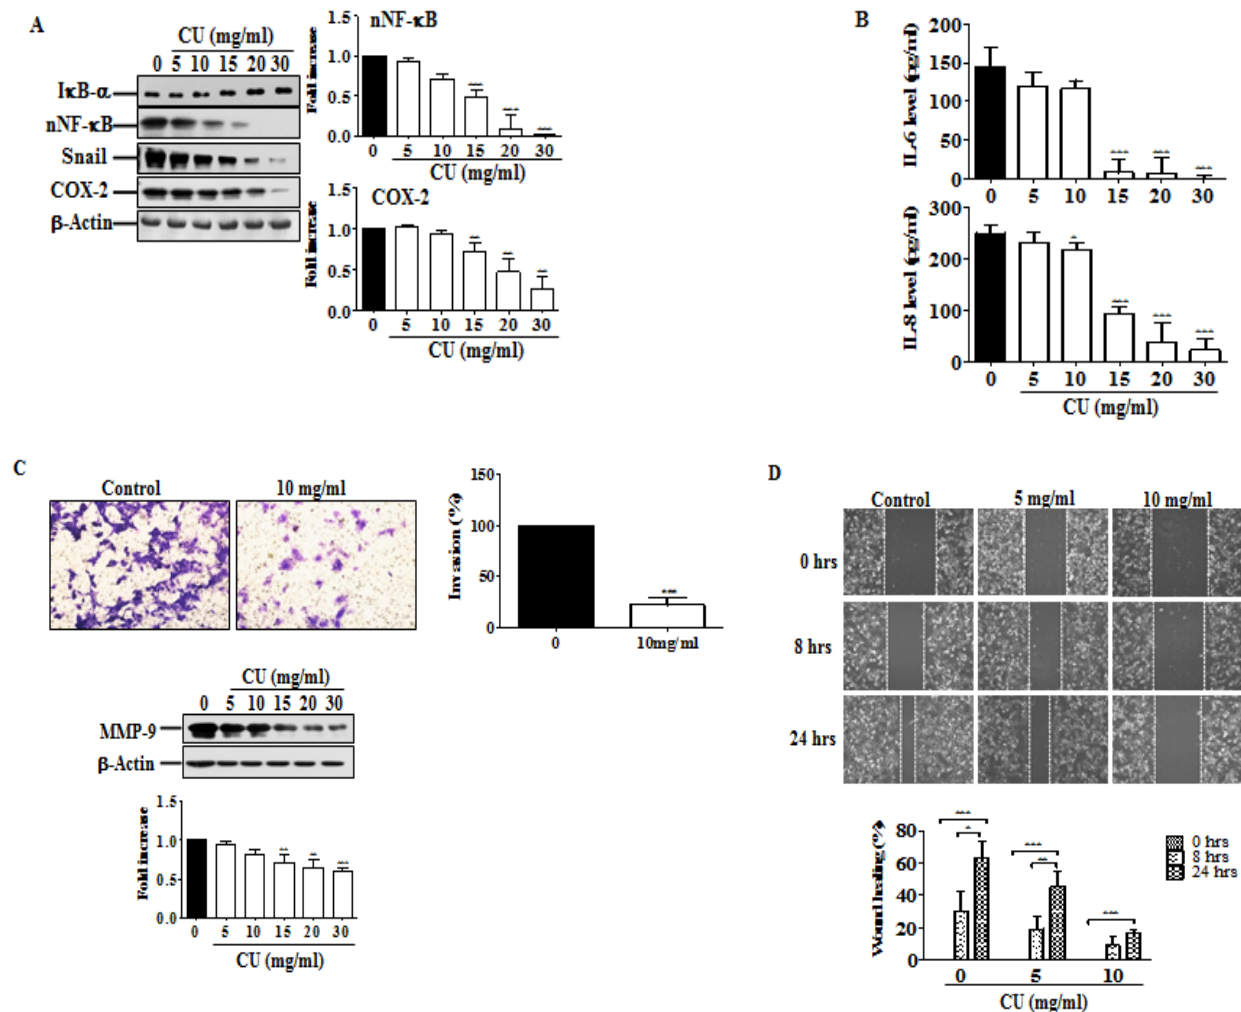 A
CU (mg/ml)
0 5 10 15 20 30
IκB-α
nNF-κB
Snail
COX-2
β-Actin
nNF-κB
Fold increase
1.5
1.0
0.5
0.0
0 5 10 15 20 30
*** *** ***
CU (mg/ml)
COX-2
Fold increase
1.5
1.0
0.5
0.0
0 5 10 15 20 30
** ** **
CU (mg/ml)
B
IL-6 level (pg/ml)
200
150
100
50
0
* *** *** ***
0 5 10 15 20 30
IL-8 level (pg/ml)
300
200
100
0
* *** *** ***
0 5 10 15 20 30
CU (mg/ml)
C
Control 10 mg/ml
Invasion (%)
150
100
50
0
***
0 10mg/ml
CU (mg/ml)
0 5 10 15 20 30
MMP-9
β-Actin
Fold increase
1.5
1.0
0.5
0.0
** ** ***
0 5 10 15 20 30
CU (mg/ml)
D
Control 5 mg/ml 10 mg/ml
0 hrs
8 hrs
24 hrs
Wound healing (%)
80
60
40
20
0
*** * *** ** ***
0 hrs
8 hrs
24 hrs
0 5 10
CU (mg/ml)